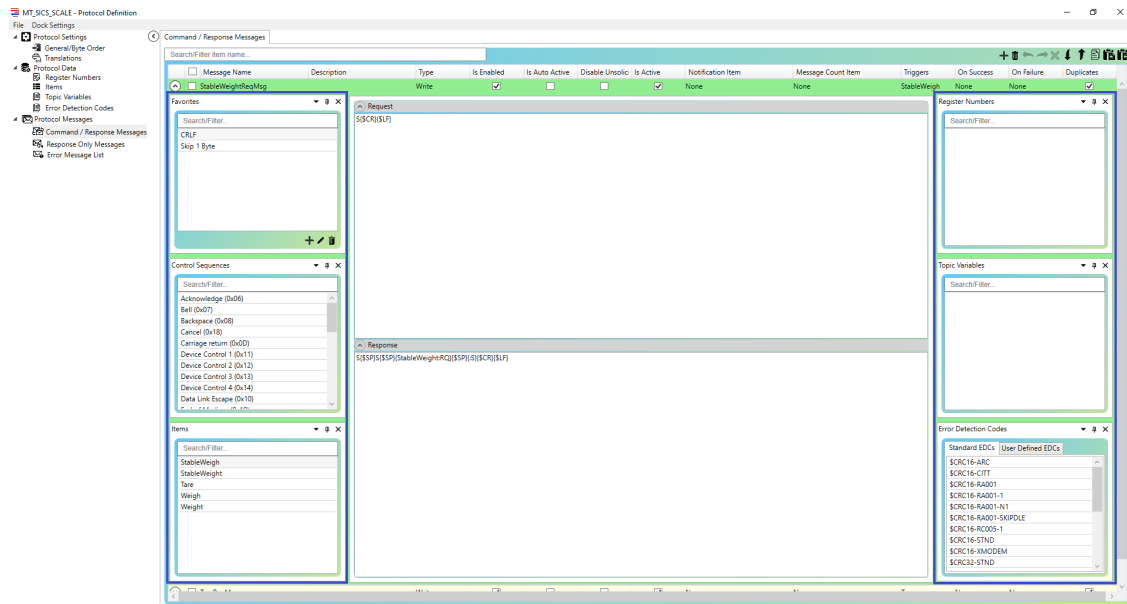 MT_SICS_SCALE - Protocol Definition
File Dock Settings
Protocol Settings
General/Byte Order
Translations
Protocol Data
Register Numbers
Items
Topic Variables
Error Detection Codes
Protocol Messages
Command / Response Messages
Response Only Messages
Error Message List
Command / Response Messages
Search/Filter item name...
Message Name Description Type Is Enabled Is Auto Active Disable Unsolic Is Active Notification Item Message Count Item Triggers On Success On Failure Duplicates
StableWeightReqMsg Write None None StableWeigh None None
Favorites
Search/Filter...
CRLF
Skip 1 Byte
Control Sequences
Search/Filter...
Acknowledge (0x06)
Bell (0x07)
Backspace (0x08)
Cancel (0x18)
Carriage return (0x0D)
Device Control 1 (0x11)
Device Control 2 (0x12)
Device Control 3 (0x13)
Device Control 4 (0x14)
Data Link Escape (0x10)
Items
Search/Filter...
StableWeigh
StableWeight
Tare
Weigh
Weight
Request
S{$CR}{$LF}
Response
S{$SP}S{$SP}{StableWeight:RQ}{$SP}{:S}{$CR}{$LF}
Register Numbers
Search/Filter...
Topic Variables
Search/Filter...
Error Detection Codes
Standard EDCs User Defined EDCs
$CRC16-ARC
$CRC16-CITT
$CRC16-RA001
$CRC16-RA001-1
$CRC16-RA001-N1
$CRC16-RA001-SKIPDLE
$CRC16-RC005-1
$CRC16-STND
$CRC16-XMODEM
$CRC32-STND